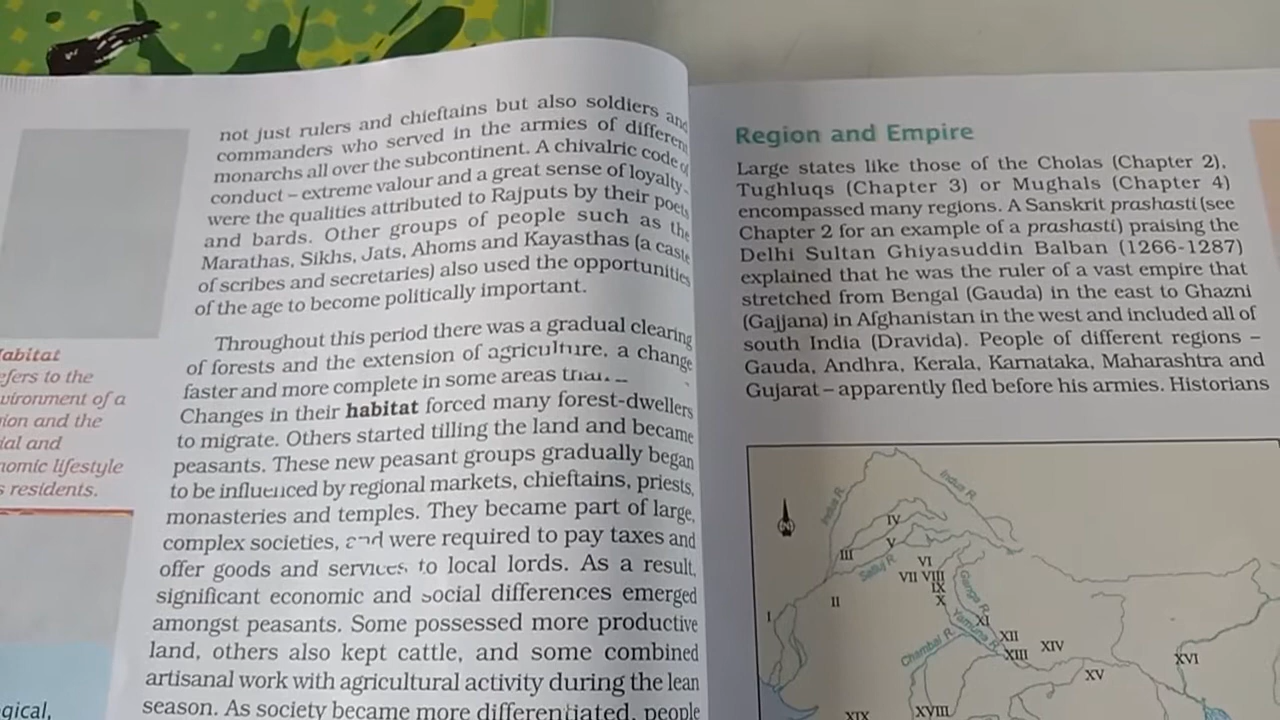 not just rulers and chieftains but also soldiers and
commanders who served in the armies of different
monarchs all over the subcontinent. A chivalric code of
conduct – extreme valour and a great sense of loyalty –
were the qualities attributed to Rajputs by their poets
and bards. Other groups of people such as the
Marathas, Sikhs, Jats, Ahoms and Kayasthas (a caste
of scribes and secretaries) also used the opportunities
of the age to become politically important.
Throughout this period there was a gradual clearing
of forests and the extension of agriculture, a change
faster and more complete in some areas
Changes in their habitat forced many forest-dwellers
to migrate. Others started tilling the land and became
peasants. These new peasant groups gradually began
to be influenced by regional markets, chieftains, priests,
monasteries and temples. They became part of large,
complex societies, and were required to pay taxes and
offer goods and services to local lords. As a result,
significant economic and social differences emerged
amongst peasants. Some possessed more productive
land, others also kept cattle, and some combined
artisanal work with agricultural activity during the lean
season. As society became more differentiated, people
abitat
efers to the
vironment of a
ion and the
ial and
nomic lifestyle
s residents.
gical,
Region and Empire
Large states like those of the Cholas (Chapter 2),
Tughluqs (Chapter 3) or Mughals (Chapter 4)
encompassed many regions. A Sanskrit prashasti (see
Chapter 2 for an example of a prashasti) praising the
Delhi Sultan Ghiyasuddin Balban (1266-1287)
explained that he was the ruler of a vast empire that
stretched from Bengal (Gauda) in the east to Ghazni
(Gajjana) in Afghanistan in the west and included all of
south India (Dravida). People of different regions –
Gauda, Andhra, Kerala, Karnataka, Maharashtra and
Gujarat – apparently fled before his armies. Historians
Indus R.
Indus R.
N
IV
V
III
Satluj R.
VI
VII VIII
IX
X
II
I
Ganga R.
Yamuna R.
XI
XII
XIII
XIV
Chambal R.
XV
XVI
XVIII
XIX